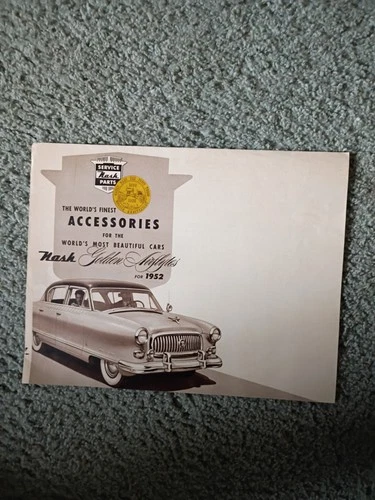 SERVICE
Nash
PARTS
THE WORLD'S FINEST
ACCESSORIES
FOR THE
WORLD'S MOST BEAUTIFUL CARS
Nash Golden Airflytes
FOR 1952